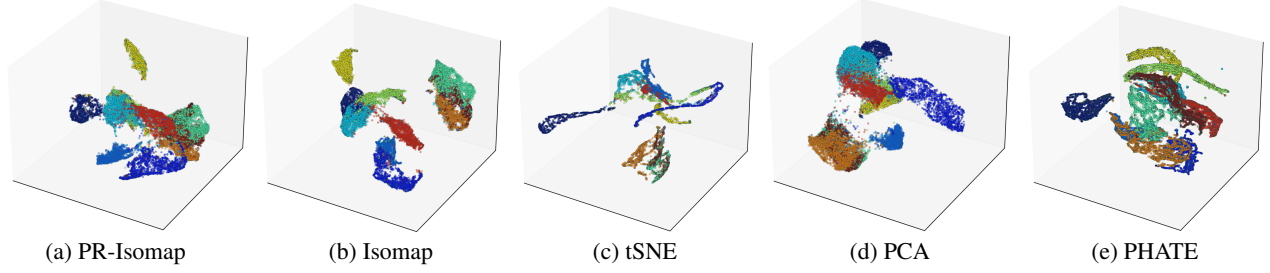 (a) PR-Isomap
(b) Isomap
(c) tSNE
(d) PCA
(e) PHATE